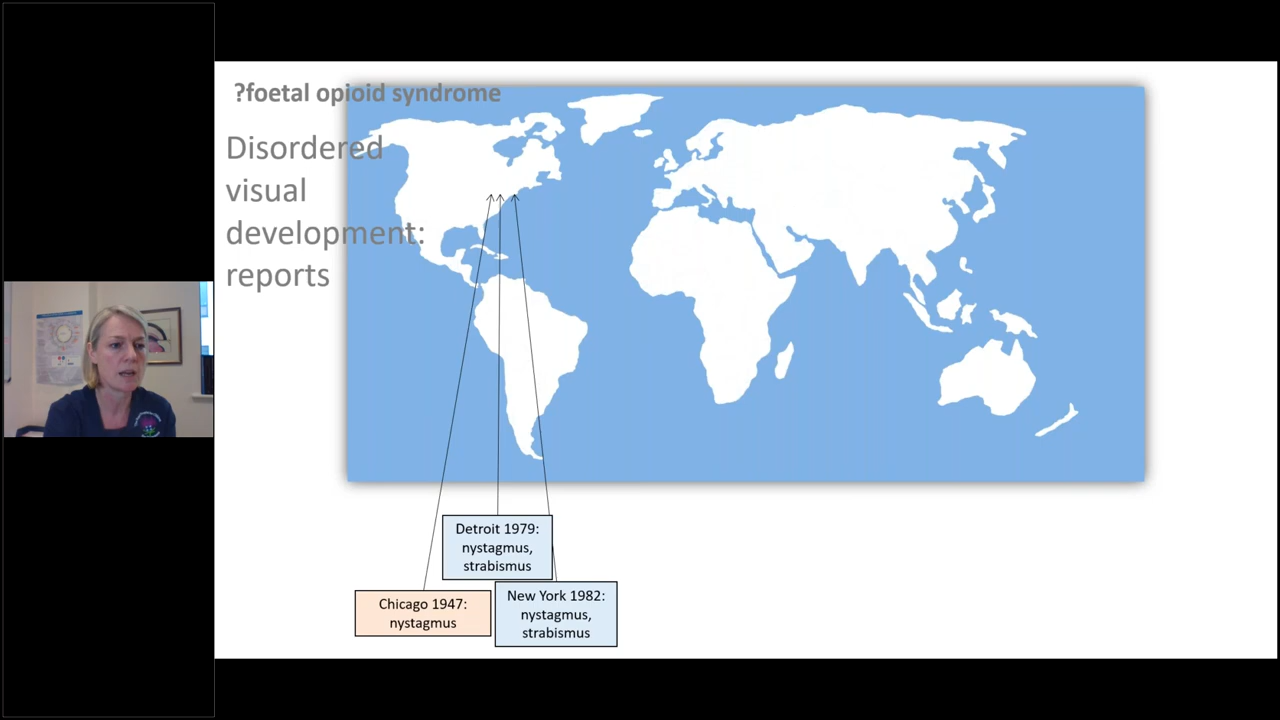 ?foetal opioid syndrome
Disordered
visual
development:
reports
Detroit 1979:
nystagmus,
strabismus
Chicago 1947:
nystagmus
New York 1982:
nystagmus,
strabismus